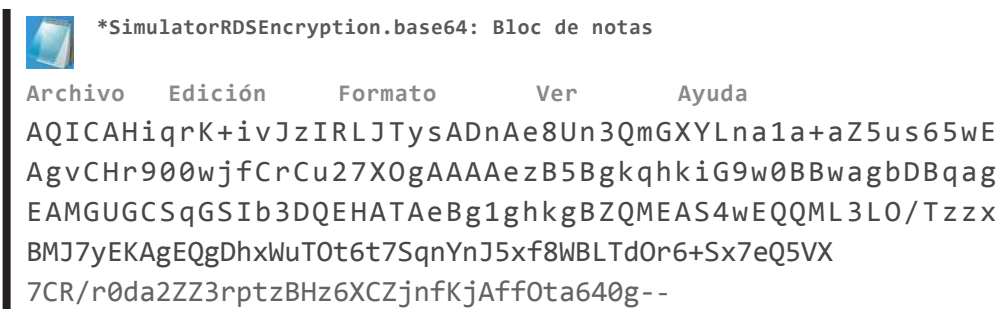 *SimulatorRDSEncryption.base64: Bloc de notas
Archivo Edición Formato Ver Ayuda
AQICAHiqrK+ivJzIRLJTysADnAe8Un3QmGXYLna1a+aZ5us65wE
AgvCHr900wjfCrCu27XOgAAAAezB5BgkqhkiG9w0BBwagbDBqag
EAMGUGCSqGSIb3DQEHATAeBg1ghkgBZQMEAS4wEQQML3LO/Tzzx
BMJ7yEKAgEQgDhxWuTOt6t7SqnYnJ5xf8WBLTdOr6+Sx7eQ5VX
7CR/r0da2ZZ3rptzBHz6XCZjnfKjAffOta640g--